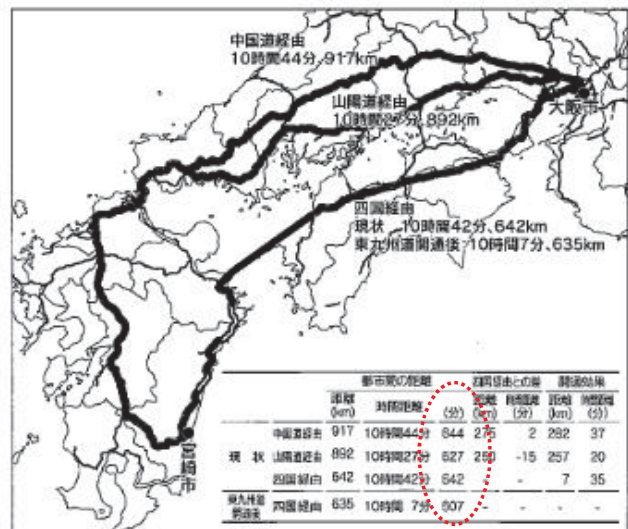 中国道経由
10時間44分、917km
山陽道経由
10時間27分、892km
大阪市
四国経由
現状 10時間42分、642km
東九州道開通後 10時間7分、635km
宮崎市
都市間の距離 四国経由との差 開通効果
距離(km) 時間距離 (分) 距離(km) 時間距離(分) 距離(km) 時間距離(分)
中国道経由 917 10時間44分 644 275 2 282 37
現状 山陽道経由 892 10時間27分 627 250 -15 257 20
四国経由 642 10時間42分 642 - - 7 35
東九州道開通後 四国経由 635 10時間 7分 607 - - - -